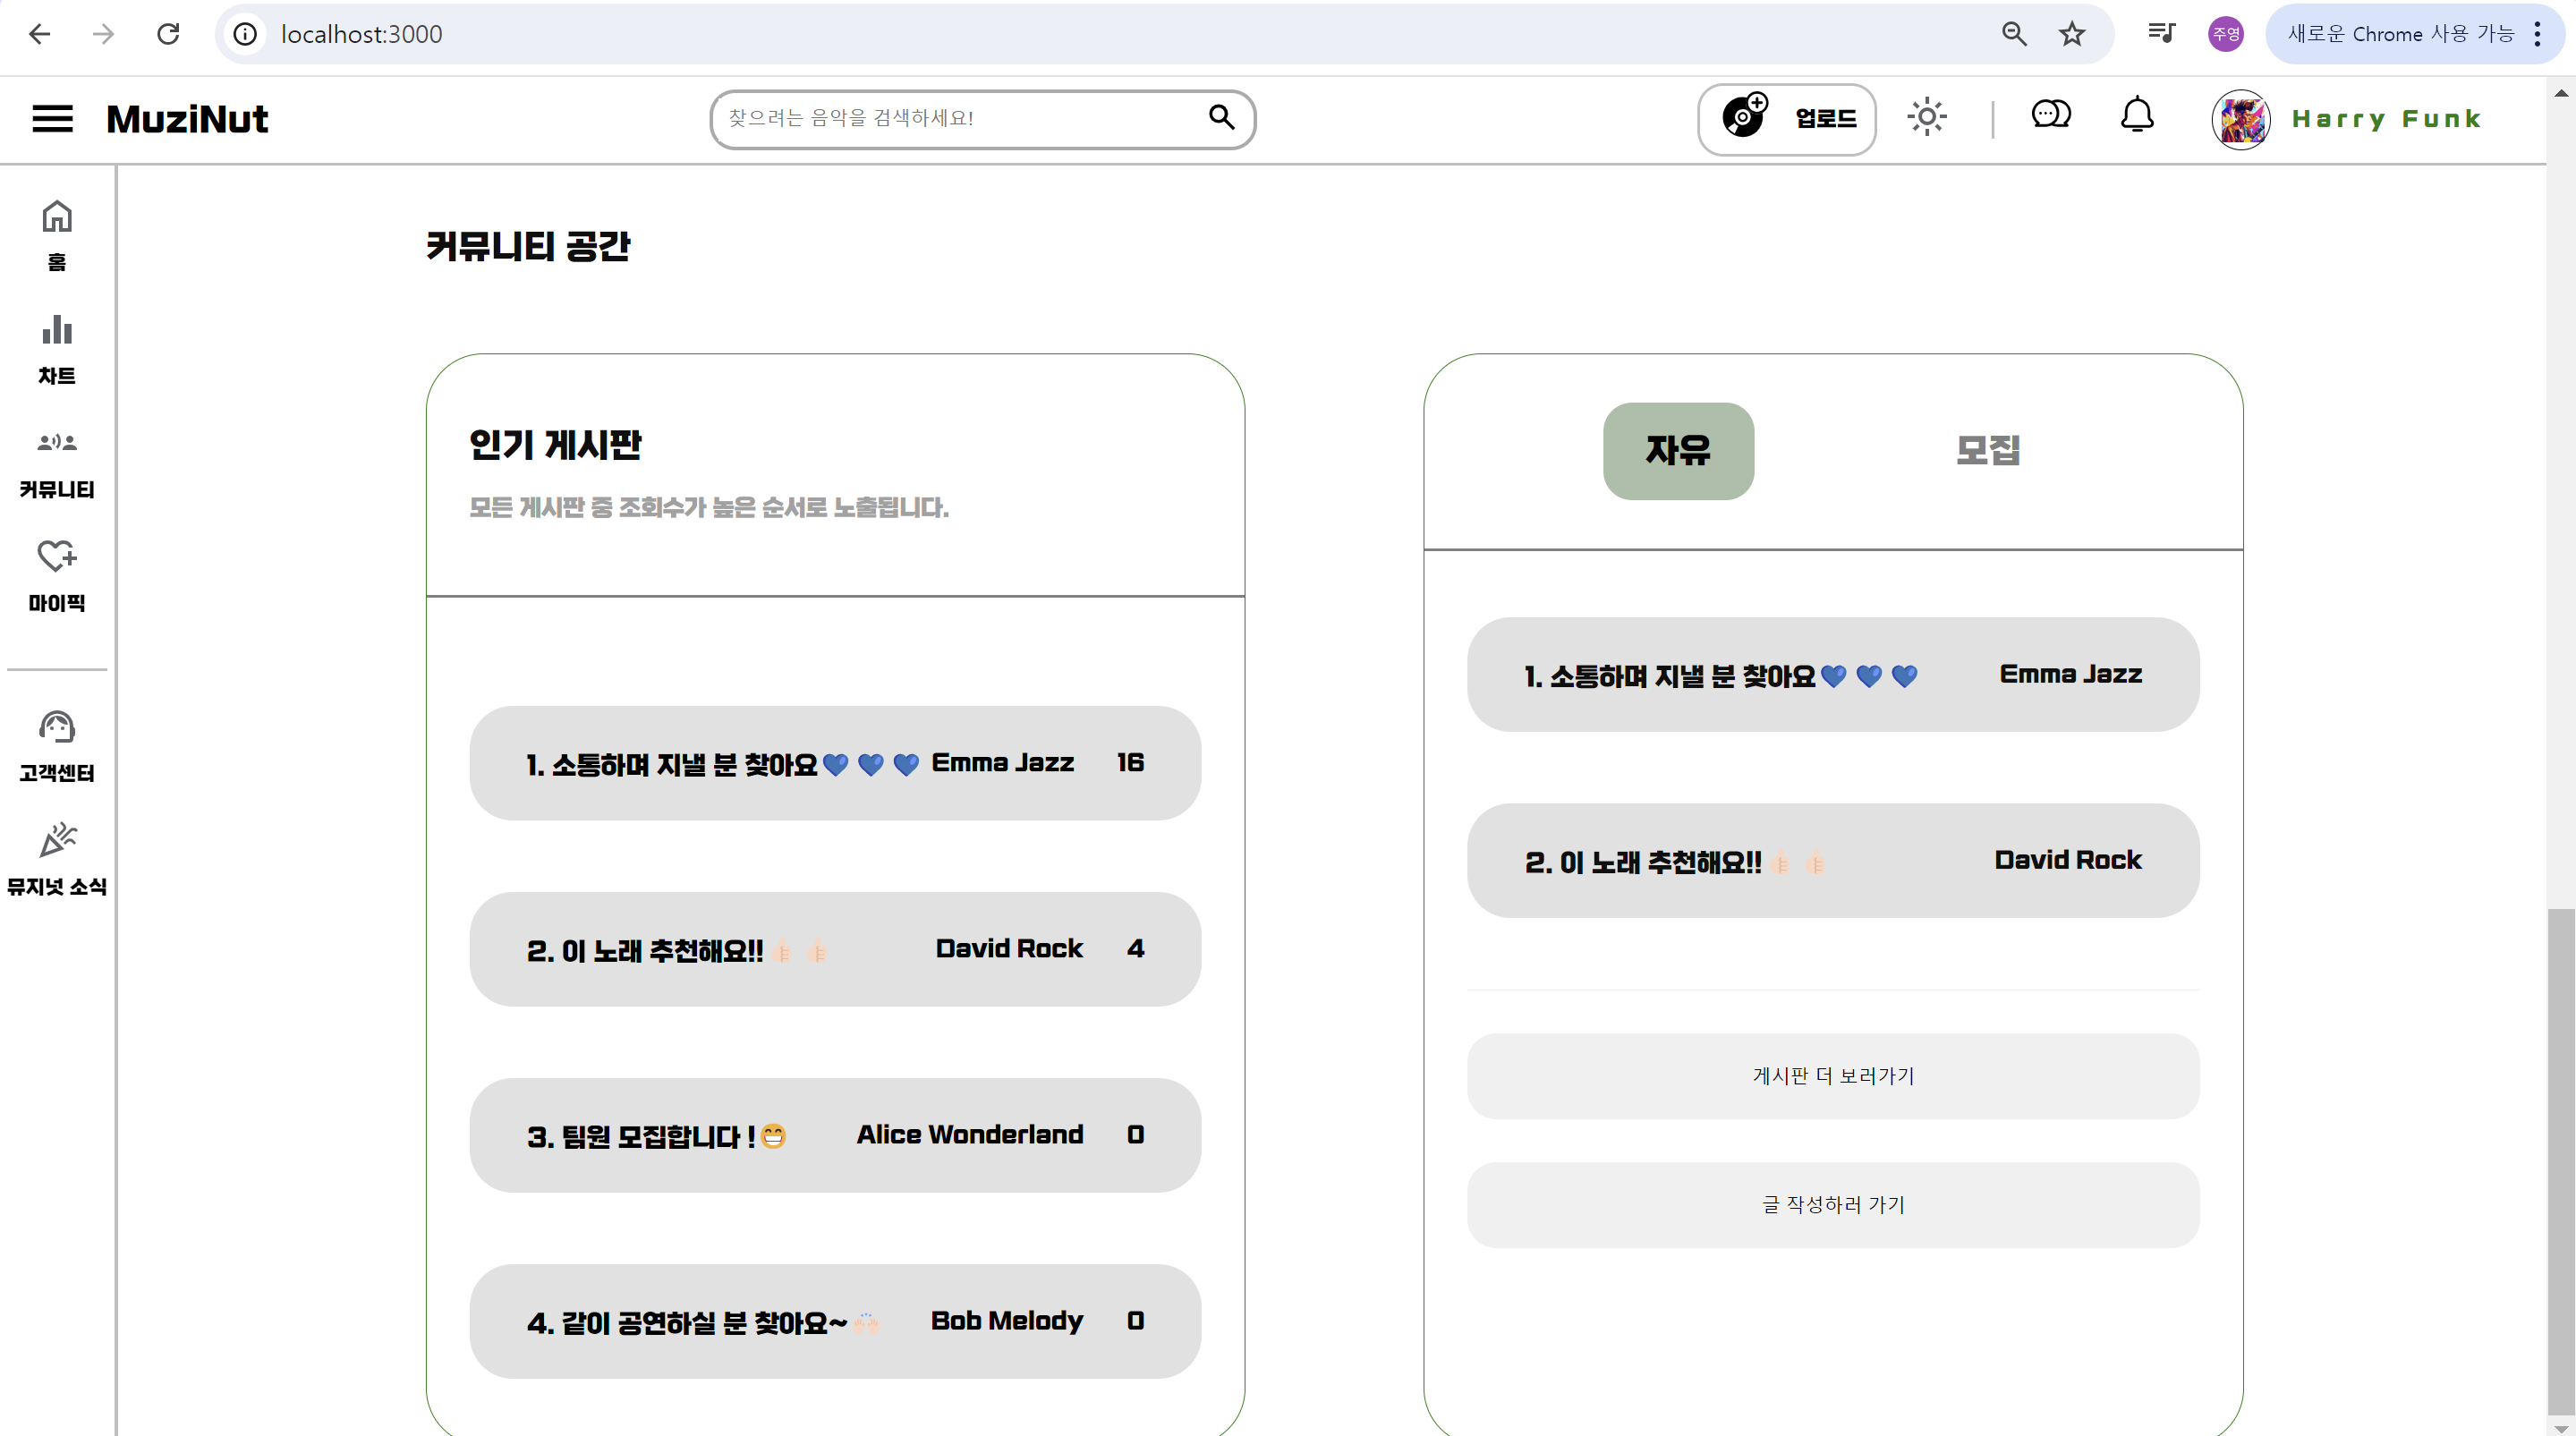 localhost:3000
주영
새로운 Chrome 사용 가능
MuziNut
찾으려는 음악을 검색하세요!
업로드
Harry Funk
홈
차트
커뮤니티
마이픽
고객센터
뮤지넛 소식
커뮤니티 공간
인기 게시판
모든 게시판 중 조회수가 높은 순서로 노출됩니다.
1. 소통하며 지낼 분 찾아요💙 💙 💙 Emma Jazz 16
2. 이 노래 추천해요!!👍🏻 👍🏻 David Rock 4
3. 팀원 모집합니다 !😁 Alice Wonderland 0
4. 같이 공연하실 분 찾아요~🙌🏻 Bob Melody 0
자유 모집
1. 소통하며 지낼 분 찾아요💙 💙 💙 Emma Jazz
2. 이 노래 추천해요!!👍🏻 👍🏻 David Rock
게시판 더 보러가기
글 작성하러 가기